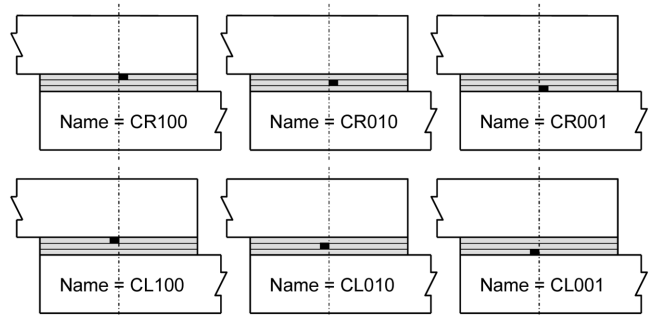 Name = CR100
Name = CR010
Name = CR001
Name = CL100
Name = CL010
Name = CL001